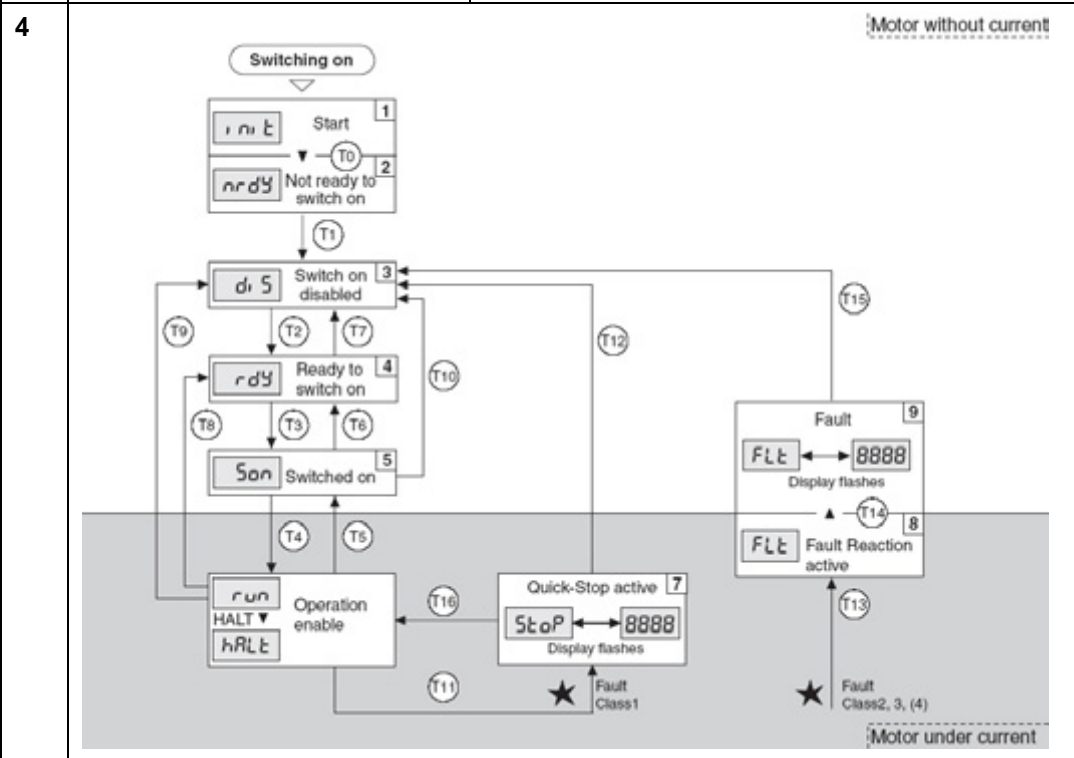 4
Motor without current
Switching on
1
init
Start
T0
2
nrdy
Not ready to
switch on
T1
3
diS
Switch on
disabled
T9
T2
T7
T12
T15
4
rdy
Ready to
switch on
T10
T8
T3
T6
5
Son
Switched on
9
Fault
FLt
8888
Display flashes
T14
8
FLt
Fault Reaction
active
T4
T5
run
HALT
hALt
Operation
enable
T16
Quick-Stop active
7
StoP
8888
Display flashes
T13
T11
Fault
Class1
Fault
Class2, 3, (4)
Motor under current